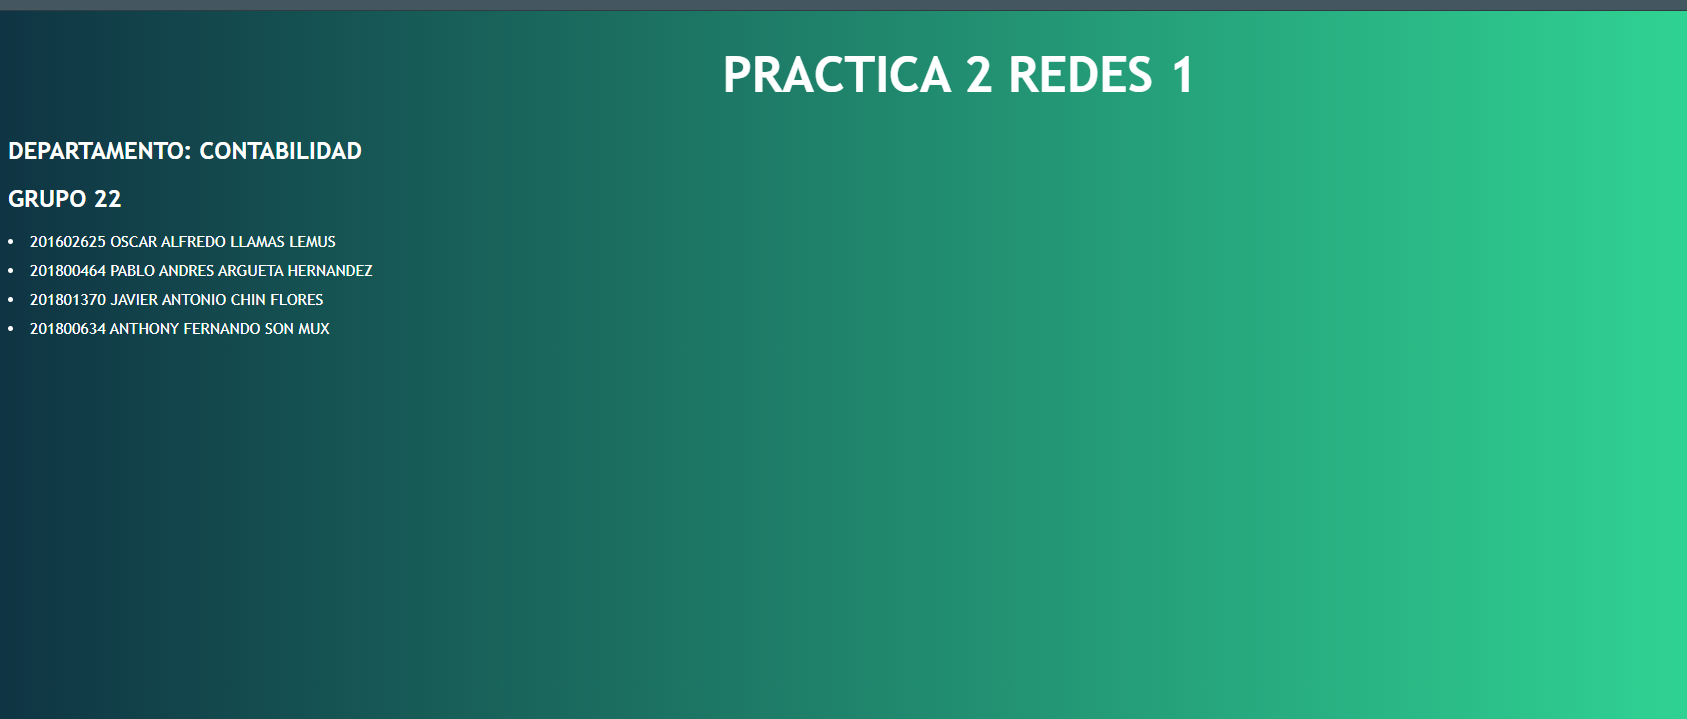 PRACTICA 2 REDES 1
DEPARTAMENTO: CONTABILIDAD
GRUPO 22
• 201602625 OSCAR ALFREDO LLAMAS LEMUS
• 201800464 PABLO ANDRES ARGUETA HERNANDEZ
• 201801370 JAVIER ANTONIO CHIN FLORES
• 201800634 ANTHONY FERNANDO SON MUX